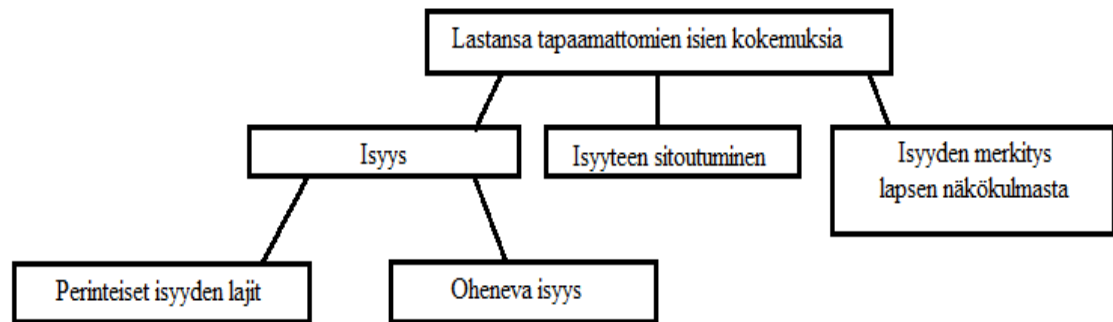 Lastansa tapaamattomien isien kokemuksia
Isyys
Isyyteen sitoutuminen
Isyyden merkitys
lapsen näkökulmasta
Perinteiset isyyden lajit
Oheneva isyys